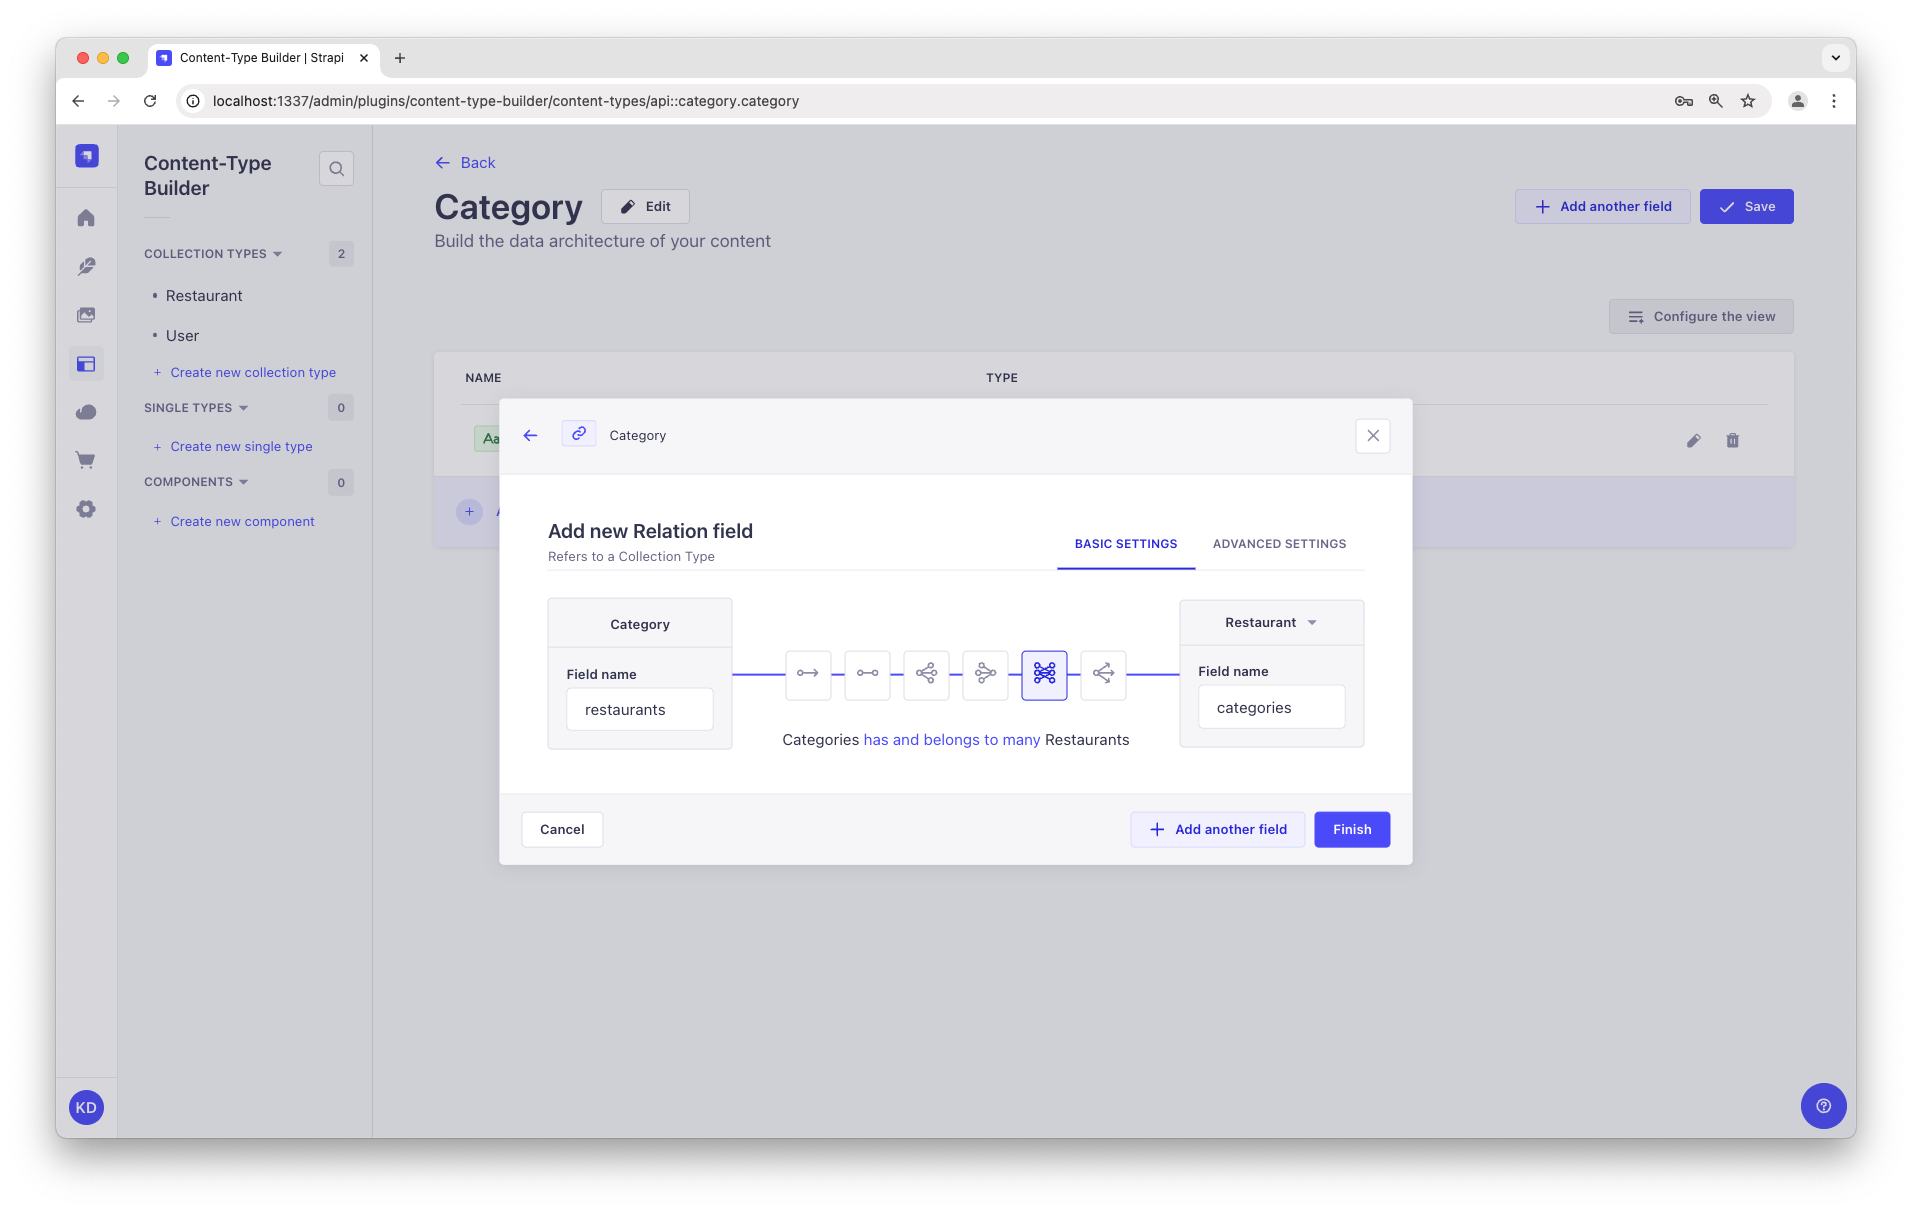 Content-Type Builder | Strapi
localhost:1337/admin/plugins/content-type-builder/content-types/api::category.category
Content-Type
Builder
COLLECTION TYPES
2
Restaurant
User
+ Create new collection type
SINGLE TYPES
0
+ Create new single type
COMPONENTS
0
+ Create new component
KD
Back
Category
Edit
Add another field
Save
Build the data architecture of your content
Configure the view
NAME
TYPE
Aa
Category
Add new Relation field
Refers to a Collection Type
BASIC SETTINGS
ADVANCED SETTINGS
Category
Field name
restaurants
Categories has and belongs to many Restaurants
Restaurant
Field name
categories
Cancel
Add another field
Finish